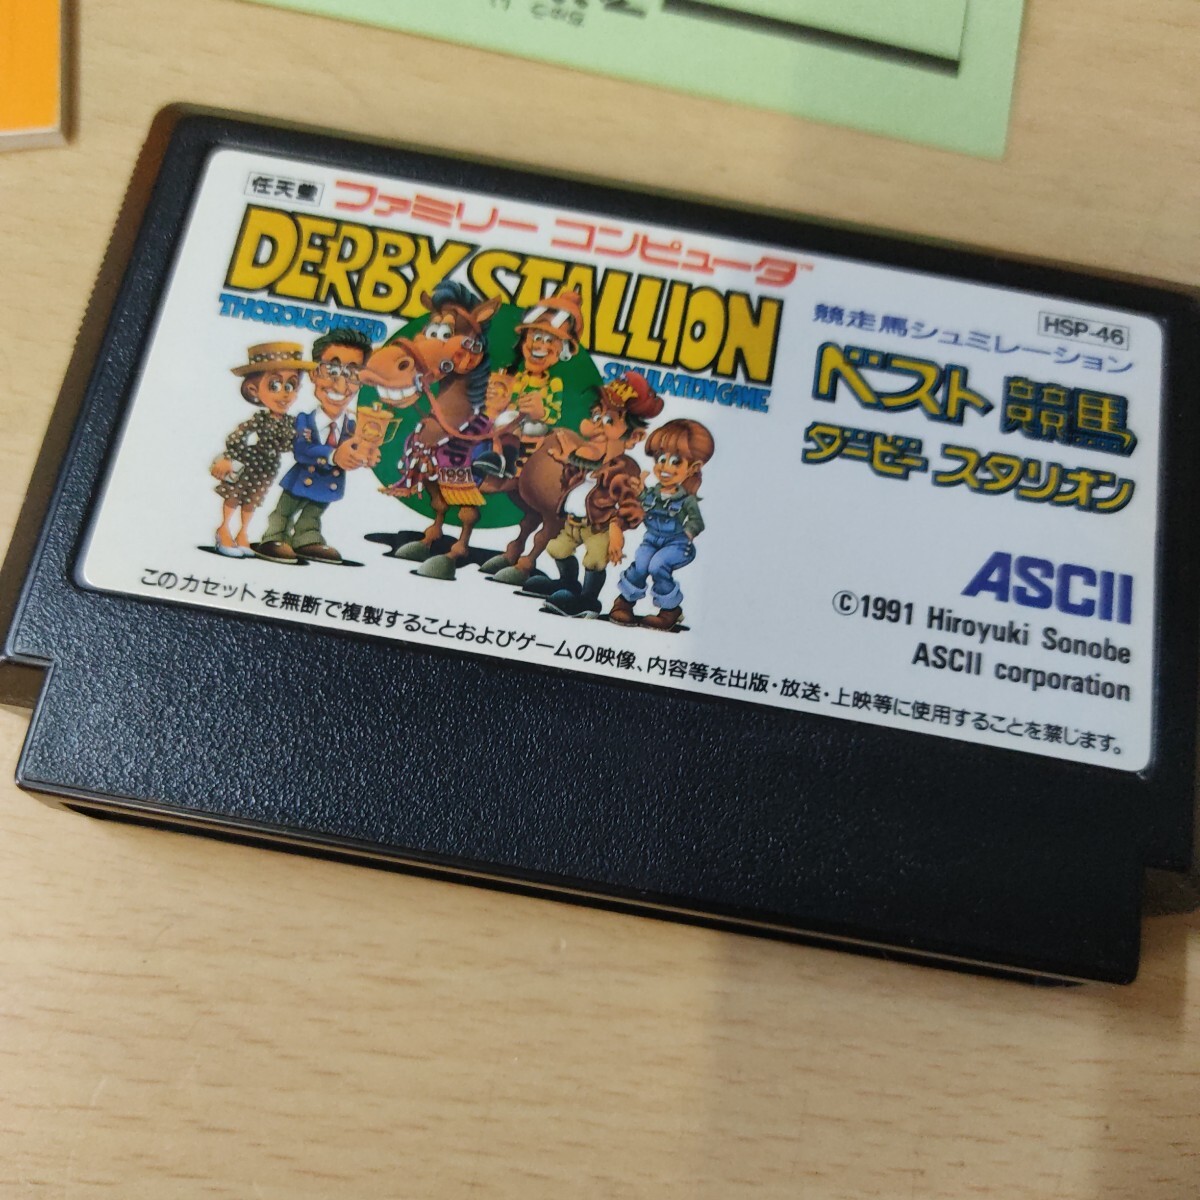 任天堂 ファミリー コンピュータ™
DERBY STALLION
THOROUGHBRED
SIMULATION GAME
1991
HSP-46
競走馬シュミレーション
ベスト 競馬
ダービー スタリオン
ASCII
©1991 Hiroyuki Sonobe
ASCII corporation
このカセットを無断で複製することおよびゲームの映像、内容等を出版・放送・上映等に使用することを禁じます。